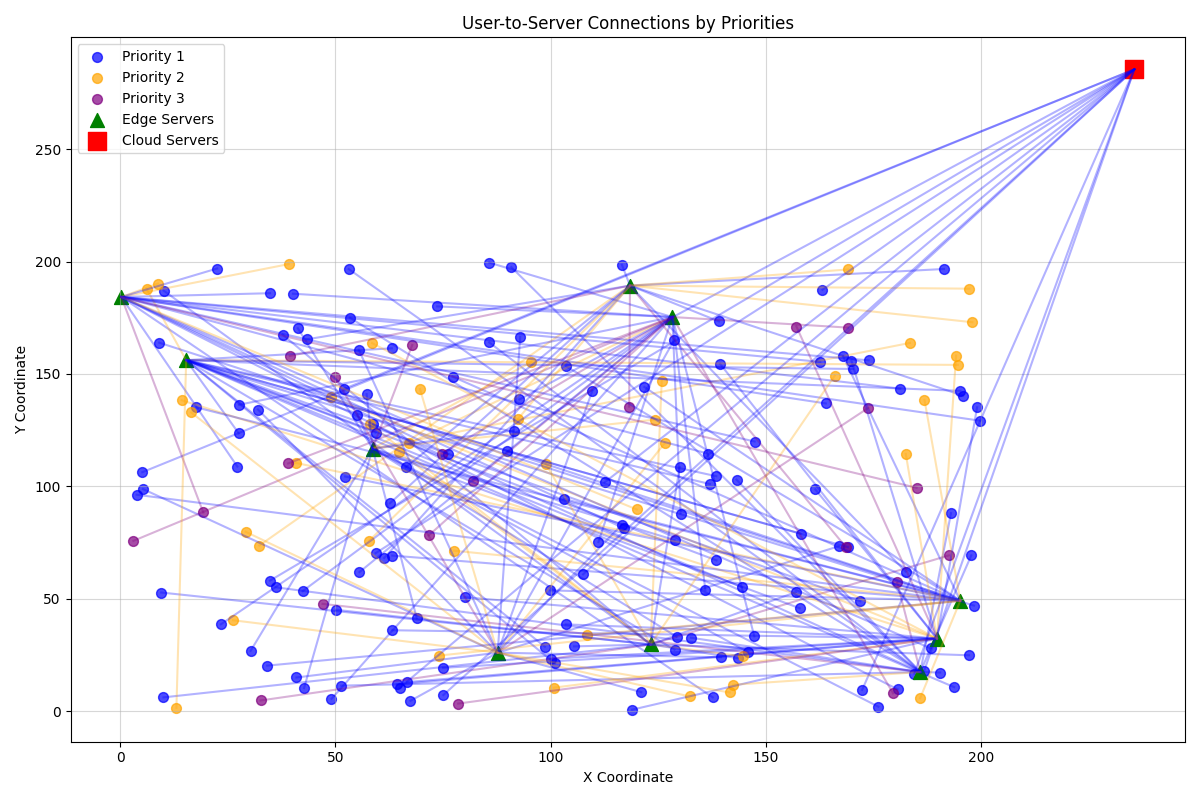 User-to-Server Connections by Priorities
Priority 1
Priority 2
Priority 3
Edge Servers
Cloud Servers
Y Coordinate
250
200
150
100
50
0
0 50 100 150 200
X Coordinate